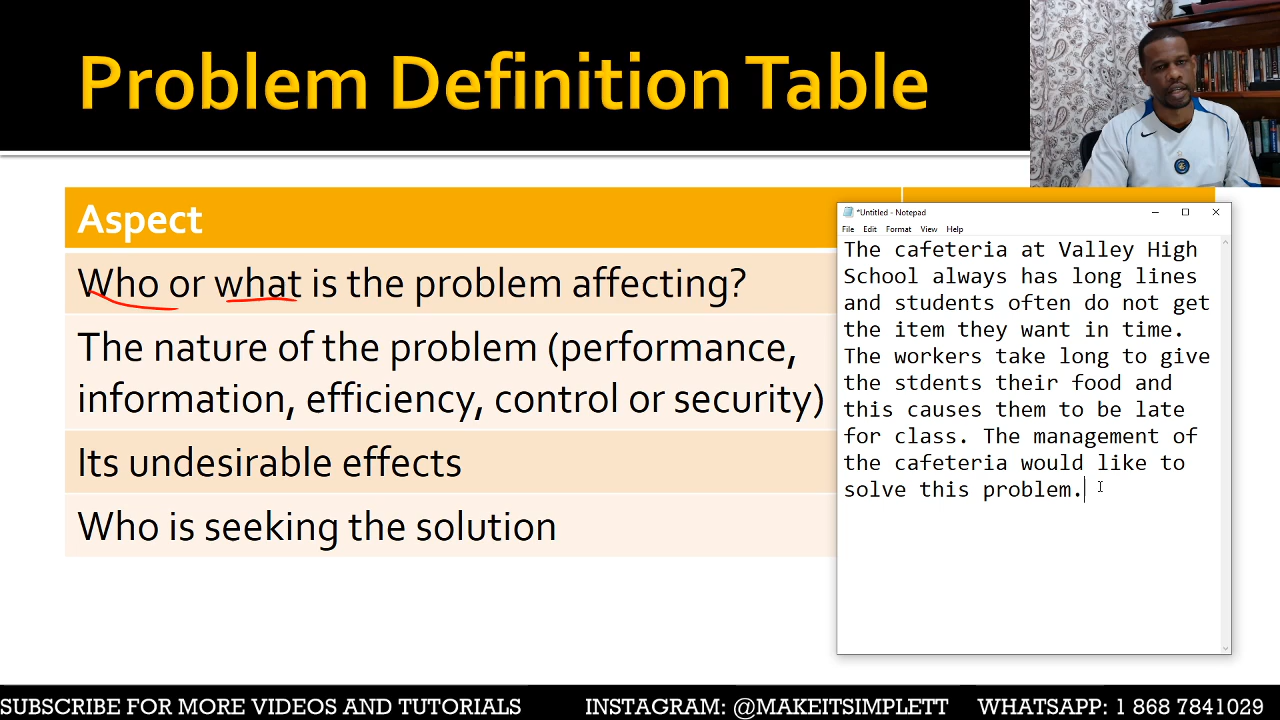 Problem Definition Table
Aspect
Who or what is the problem affecting?
The nature of the problem (performance,
information, efficiency, control or security)
Its undesirable effects
Who is seeking the solution
*Untitled - Notepad
File Edit Format View Help
The cafeteria at Valley High
School always has long lines
and students often do not get
the item they want in time.
The workers take long to give
the stdents their food and
this causes them to be late
for class. The management of
the cafeteria would like to
solve this problem.
SUBSCRIBE FOR MORE VIDEOS AND TUTORIALS INSTAGRAM: @MAKEITSIMPLETT WHATSAPP: 1 868 7841029